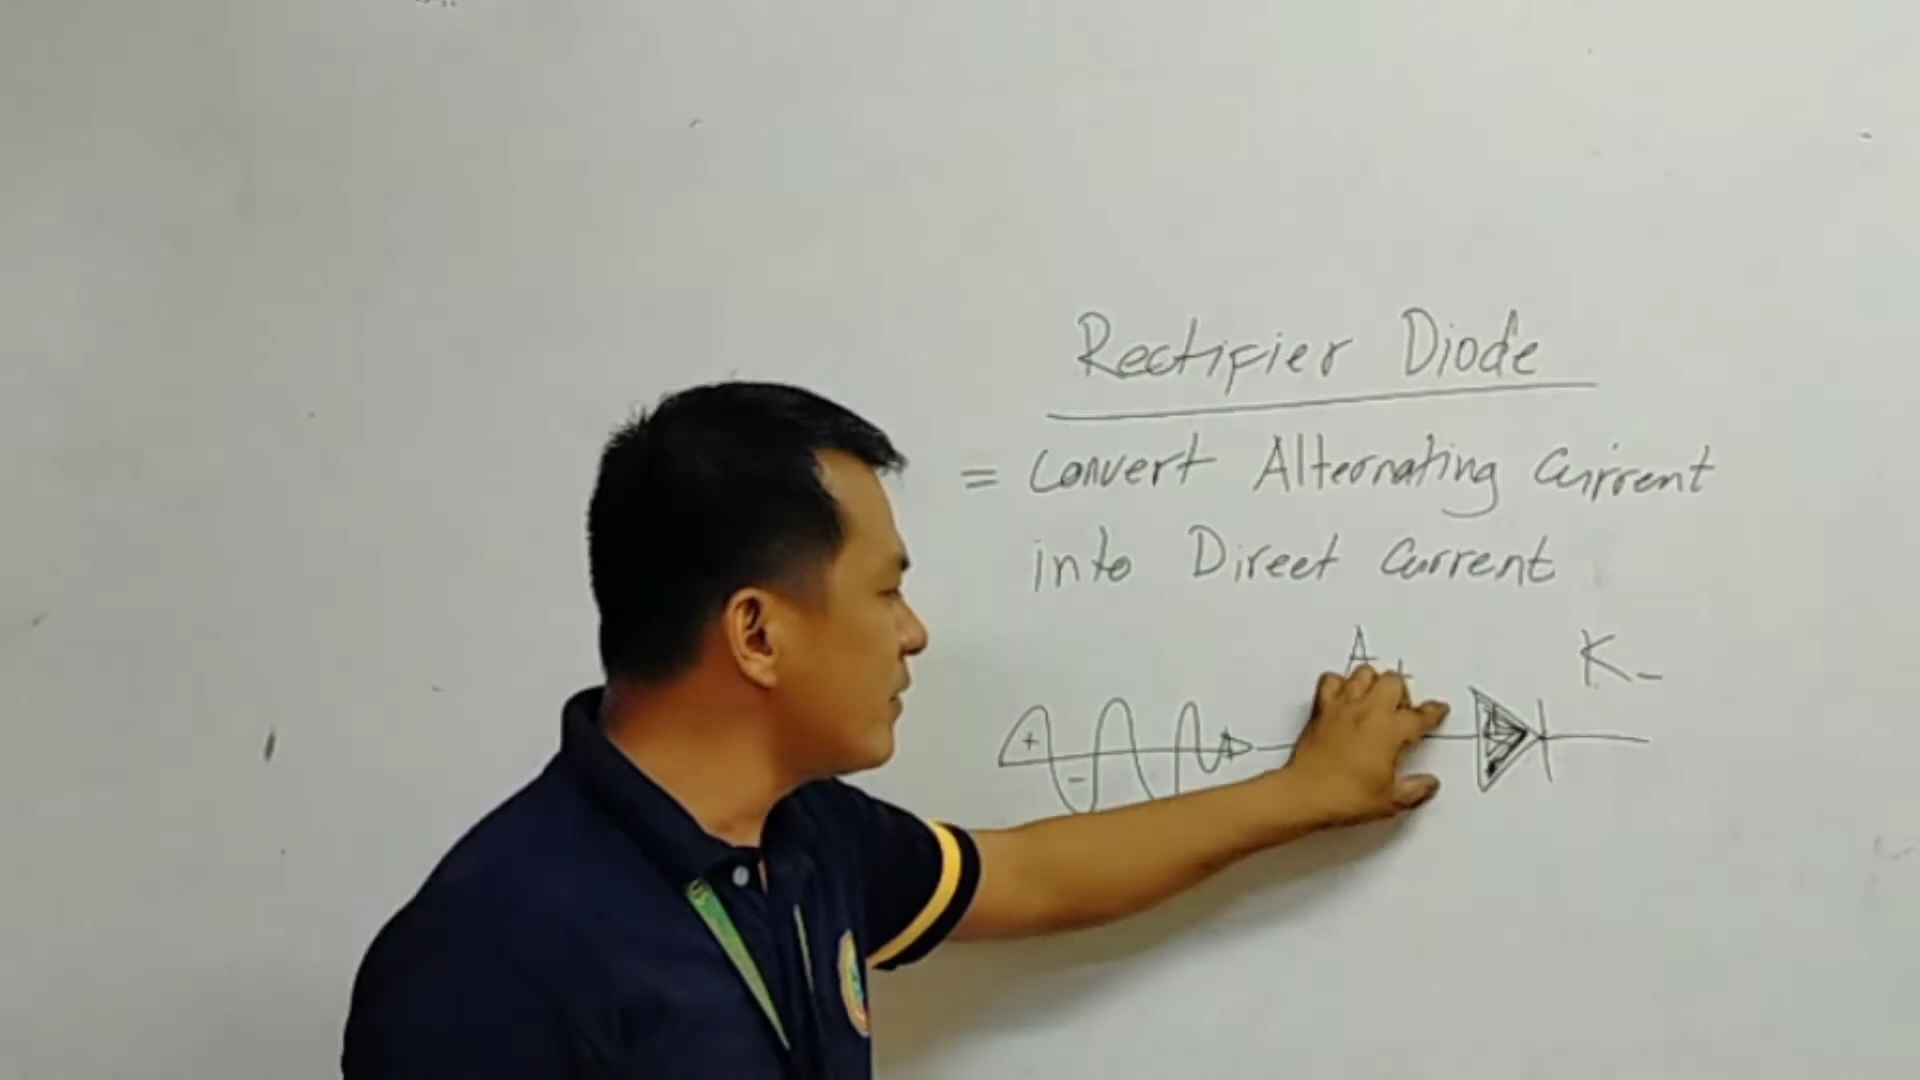 Rectifier Diode
= Convert Alternating Current
into Direct Current
A + K -
+ -